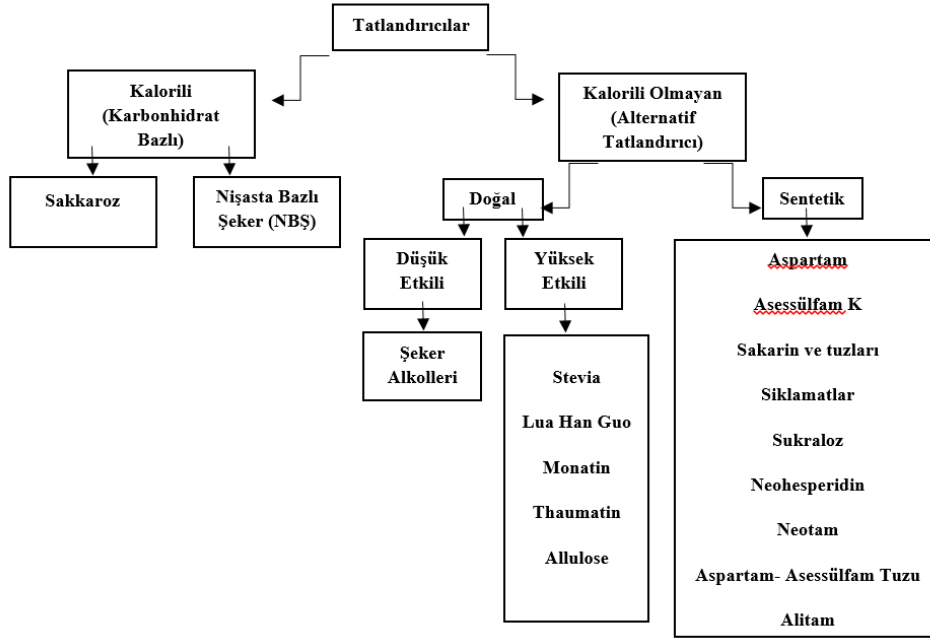 Tatlandırıcılar
Kalorili
(Karbonhidrat
Bazlı)
Kalorili Olmayan
(Alternatif
Tatlandırıcı)
Sakkaroz
Nişasta Bazlı
Şeker (NBŞ)
Doğal
Sentetik
Düşük
Etkili
Yüksek
Etkili
Şeker
Alkolleri
Stevia
Lua Han Guo
Monatin
Thaumatin
Allulose
Aspartam
Asessülfam K
Sakarin ve tuzları
Siklamatlar
Sukraloz
Neohesperidin
Neotam
Aspartam- Asessülfam Tuzu
Alitam